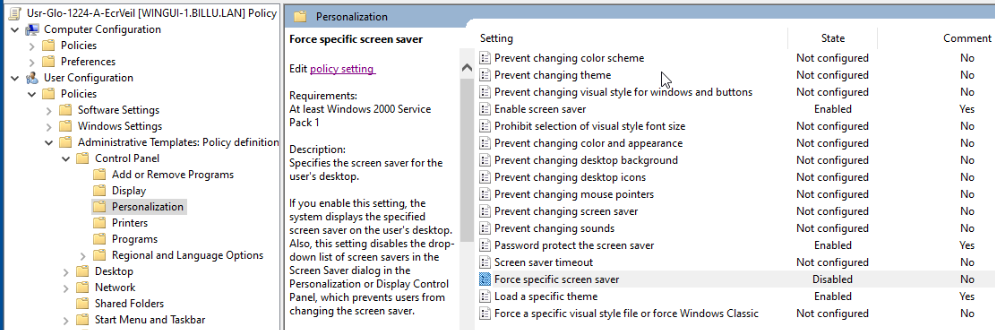 Usr-Glo-1224-A-EcrVeil [WINGUI-1.BILLU.LAN] Policy
Computer Configuration
Policies
Preferences
User Configuration
Policies
Software Settings
Windows Settings
Administrative Templates: Policy definition
Control Panel
Add or Remove Programs
Display
Personalization
Printers
Programs
Regional and Language Options
Desktop
Network
Shared Folders
Start Menu and Taskbar
Personalization
Force specific screen saver
Edit policy setting
Requirements:
At least Windows 2000 Service
Pack 1
Description:
Specifies the screen saver for the
user's desktop.
If you enable this setting, the
system displays the specified
screen saver on the user's desktop.
Also, this setting disables the drop-
down list of screen savers in the
Screen Saver dialog in the
Personalization or Display Control
Panel, which prevents users from
changing the screen saver.
Setting State Comment
Prevent changing color scheme Not configured No
Prevent changing theme Not configured No
Prevent changing visual style for windows and buttons Not configured No
Enable screen saver Enabled Yes
Prohibit selection of visual style font size Not configured No
Prevent changing color and appearance Not configured No
Prevent changing desktop background Not configured No
Prevent changing desktop icons Not configured No
Prevent changing mouse pointers Not configured No
Prevent changing screen saver Not configured No
Prevent changing sounds Not configured No
Password protect the screen saver Enabled Yes
Screen saver timeout Not configured No
Force specific screen saver Disabled No
Load a specific theme Enabled Yes
Force a specific visual style file or force Windows Classic Not configured No